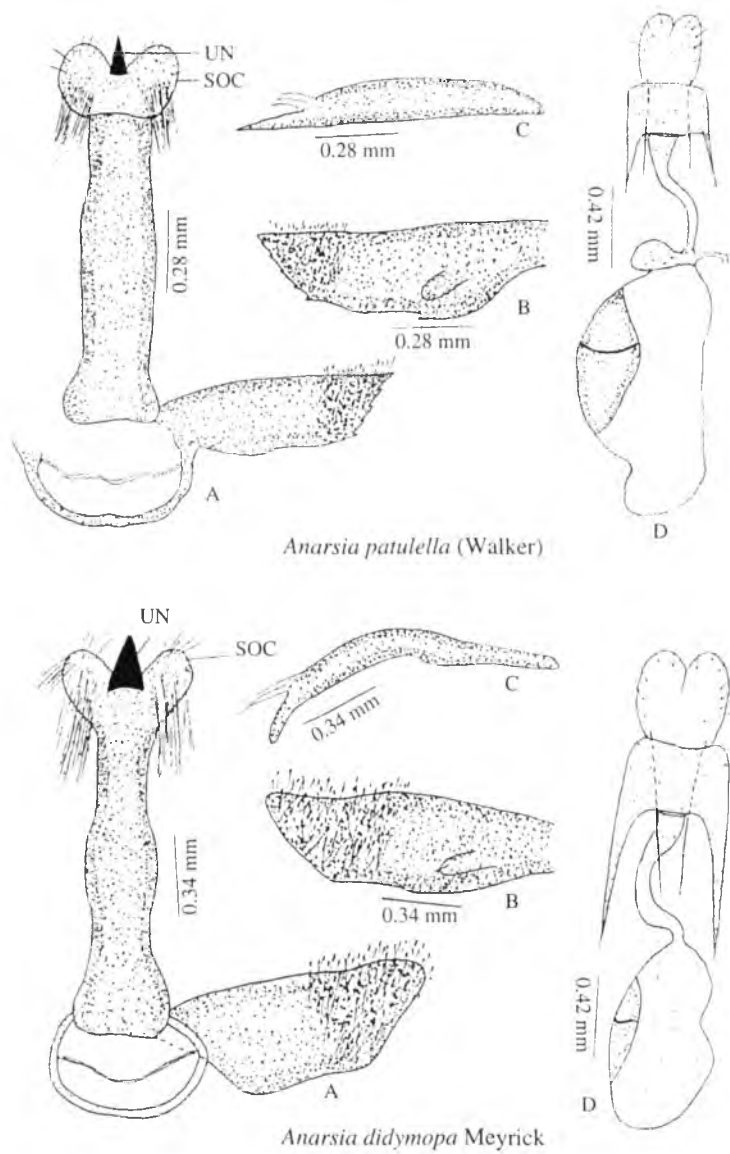 UN
SOC
C
0.28 mm
0.28 mm
B
0.28 mm
0.42 mm
A
D
Anarsia patulella (Walker)
UN
SOC
C
0.34 mm
0.34 mm
B
0.34 mm
0.42 mm
A
D
Anarsia didymopa Meyrick